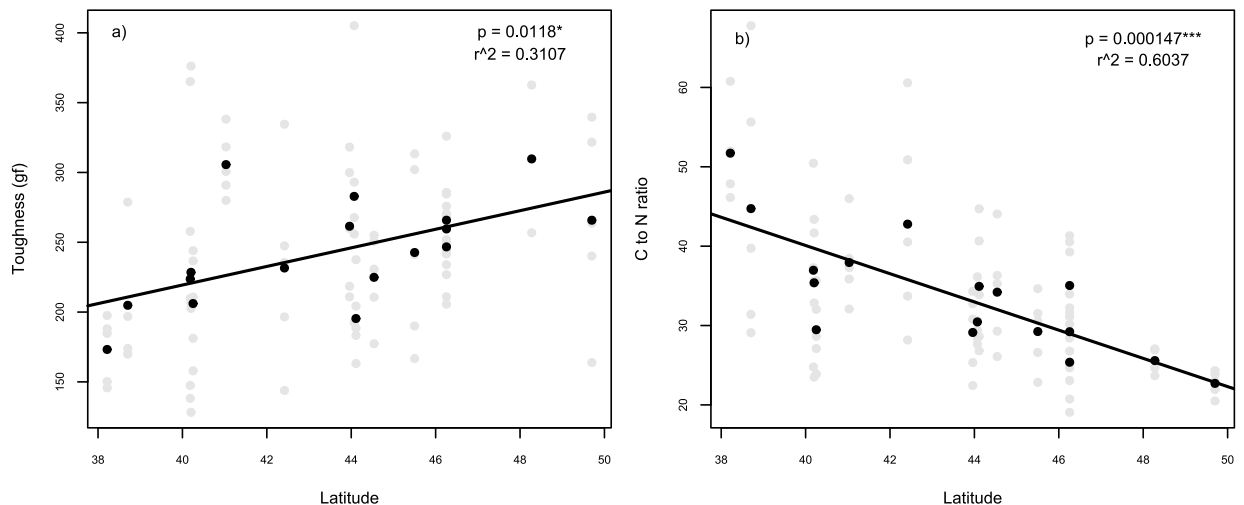 a)
p = 0.0118*
r^2 = 0.3107
400
350
300
250
200
150
Toughness (gf)
38 40 42 44 46 48 50
Latitude
b)
p = 0.000147***
r^2 = 0.6037
60
50
40
30
20
C to N ratio
38 40 42 44 46 48 50
Latitude